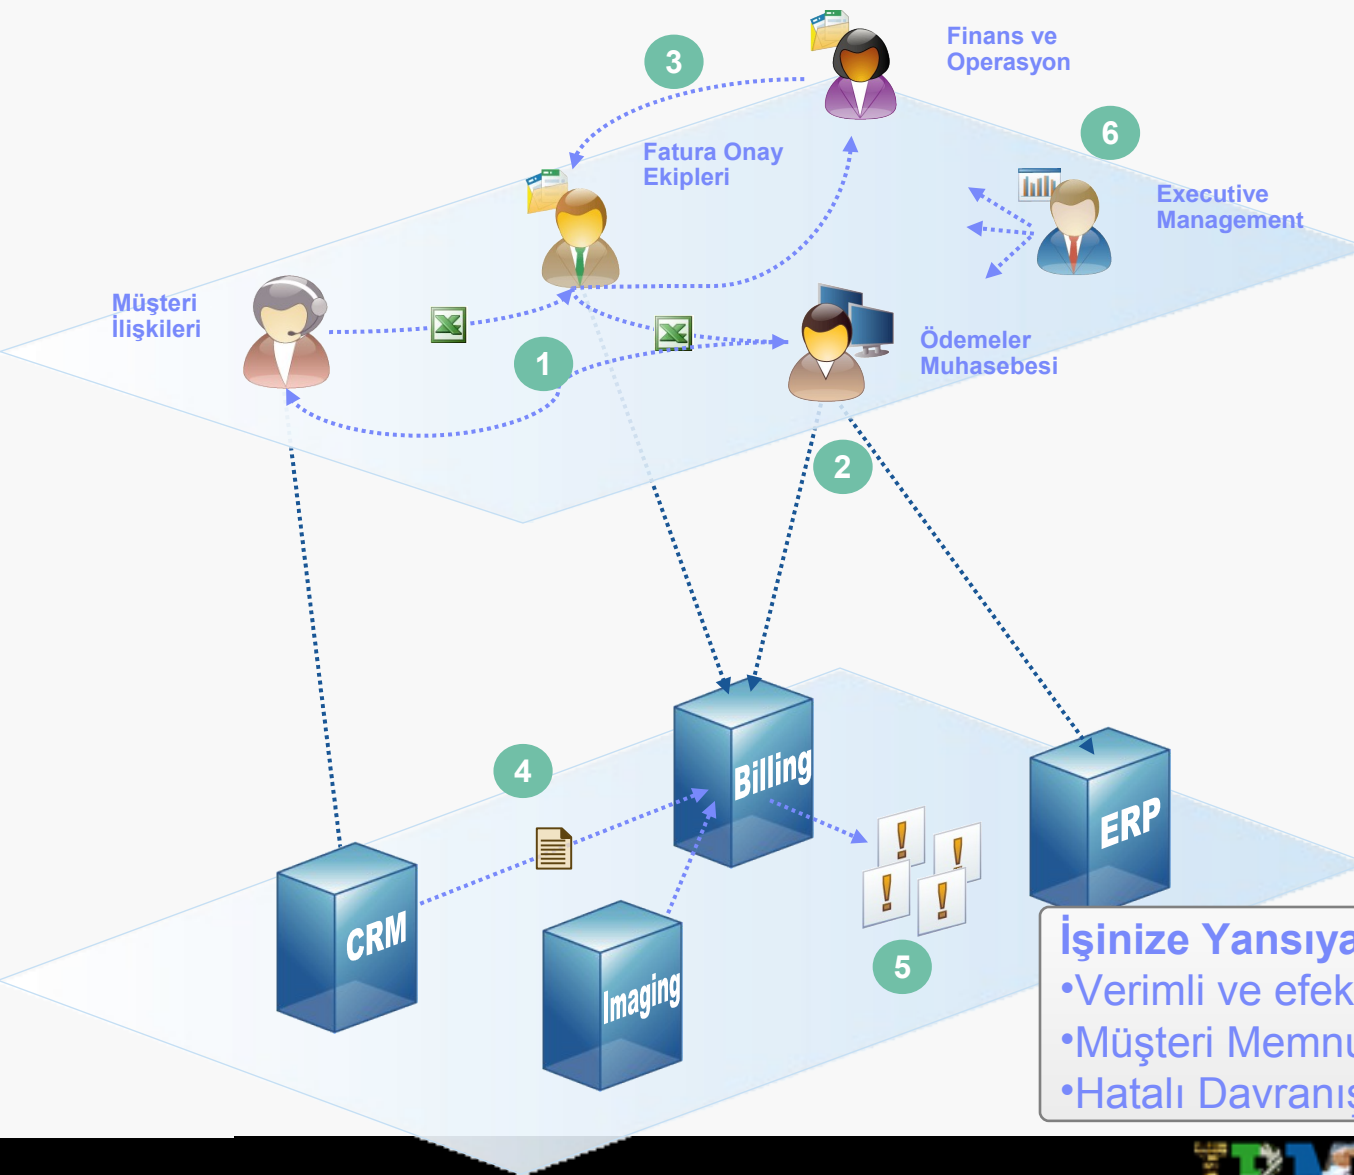 Finans ve
Operasyon
3
6
Fatura Onay
Ekipleri
Executive
Management
Müşteri
İlişkileri
Ödemeler
Muhasebesi
1
2
4
Billing
ERP
CRM
Imaging
5
İşinize Yansıya
•Verimli ve efek
•Müşteri Memnu
•Hatalı Davranış